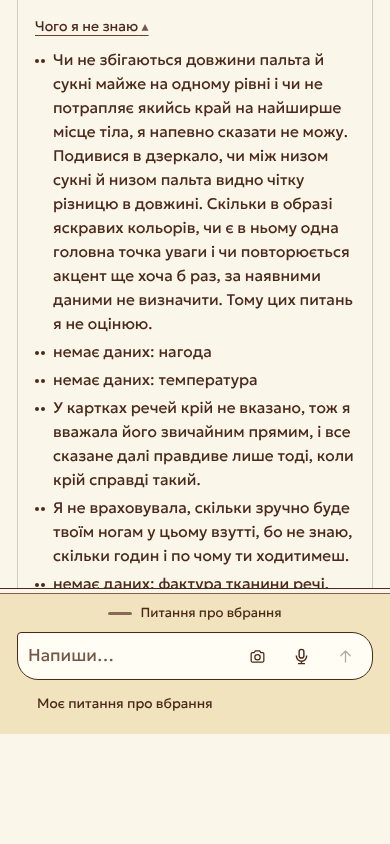 Чого я не знаю ▴
•• Чи не збігаються довжини пальта й
сукні майже на одному рівні і чи не
потрапляє якийсь край на найширше
місце тіла, я напевно сказати не можу.
Подивися в дзеркало, чи між низом
сукні й низом пальта видно чітку
різницю в довжині. Скільки в образі
яскравих кольорів, чи є в ньому одна
головна точка уваги і чи повторюється
акцент ще хоча б раз, за наявними
даними не визначити. Тому цих питань
я не оцінюю.
•• немає даних: нагода
•• немає даних: температура
•• У картках речей крій не вказано, тож я
вважала його звичайним прямим, і все
сказане далі правдиве лише тоді, коли
крій справді такий.
•• Я не враховувала, скільки зручно буде
твоїм ногам у цьому взутті, бо не знаю,
скільки годин і по чому ти ходитимеш.
•• немає даних: фактура тканини речі,
Питання про вбрання
Напиши...
Моє питання про вбрання